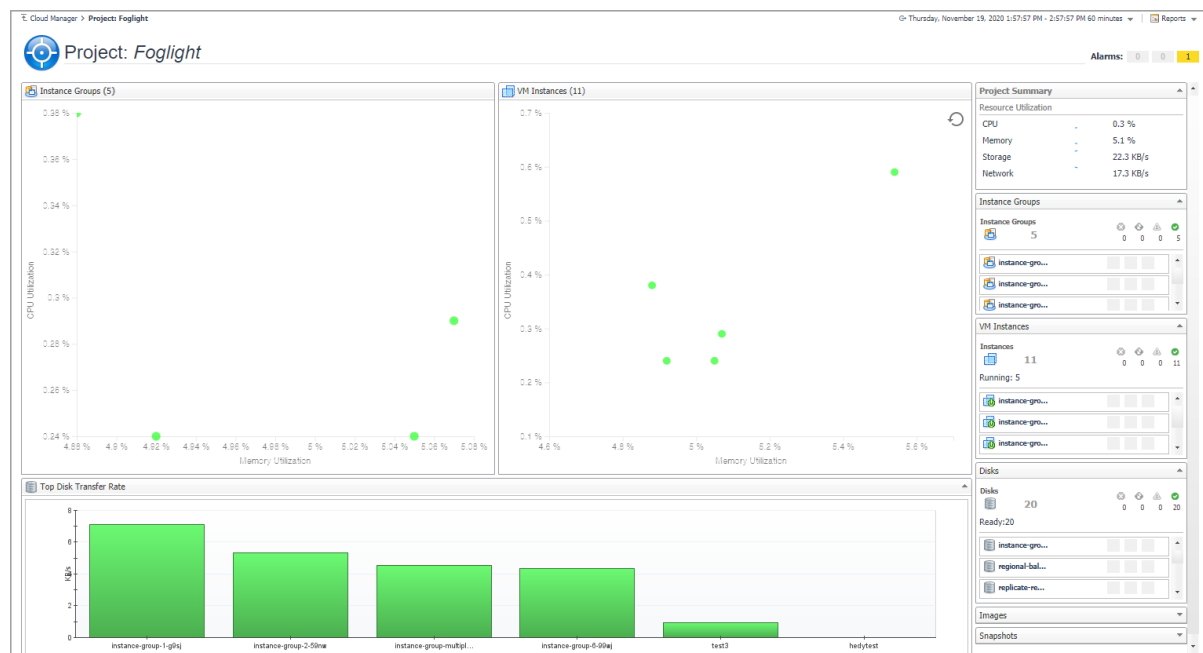 Cloud Manager > Project: Foglight
Thursday, November 19, 2020 1:57:57 PM - 2:57:57 PM 60 minutes
Reports
Project: Foglight
Alarms: 0 0 1
Instance Groups (5)
0.38 %
0.36 %
0.34 %
0.32 %
0.3 %
0.28 %
0.26 %
0.24 %
CPU Utilization
4.88 % 4.9 % 4.92 % 4.94 % 4.96 % 4.98 % 5 % 5.02 % 5.04 % 5.06 % 5.08 %
Memory Utilization
VM Instances (11)
0.7 %
0.6 %
0.5 %
0.4 %
0.3 %
0.2 %
0.1 %
CPU Utilization
4.6 % 4.8 % 5 % 5.2 % 5.4 % 5.6 %
Memory Utilization
Top Disk Transfer Rate
8
6
KB/s
4
2
0
instance-group-1-g9sj instance-group-2-59nw instance-group-multipl... instance-group-6-99wj test3 hedytest
Project Summary
Resource Utilization
CPU 0.3 %
Memory 5.1 %
Storage 22.3 KB/s
Network 17.3 KB/s
Instance Groups
Instance Groups
5
0 0 0 5
instance-gro...
instance-gro...
instance-gro...
VM Instances
Instances
11
0 0 0 11
Running: 5
instance-gro...
instance-gro...
instance-gro...
Disks
Disks
20
0 0 0 20
Ready:20
instance-gro...
regional-bal...
replicate-re...
Images
Snapshots